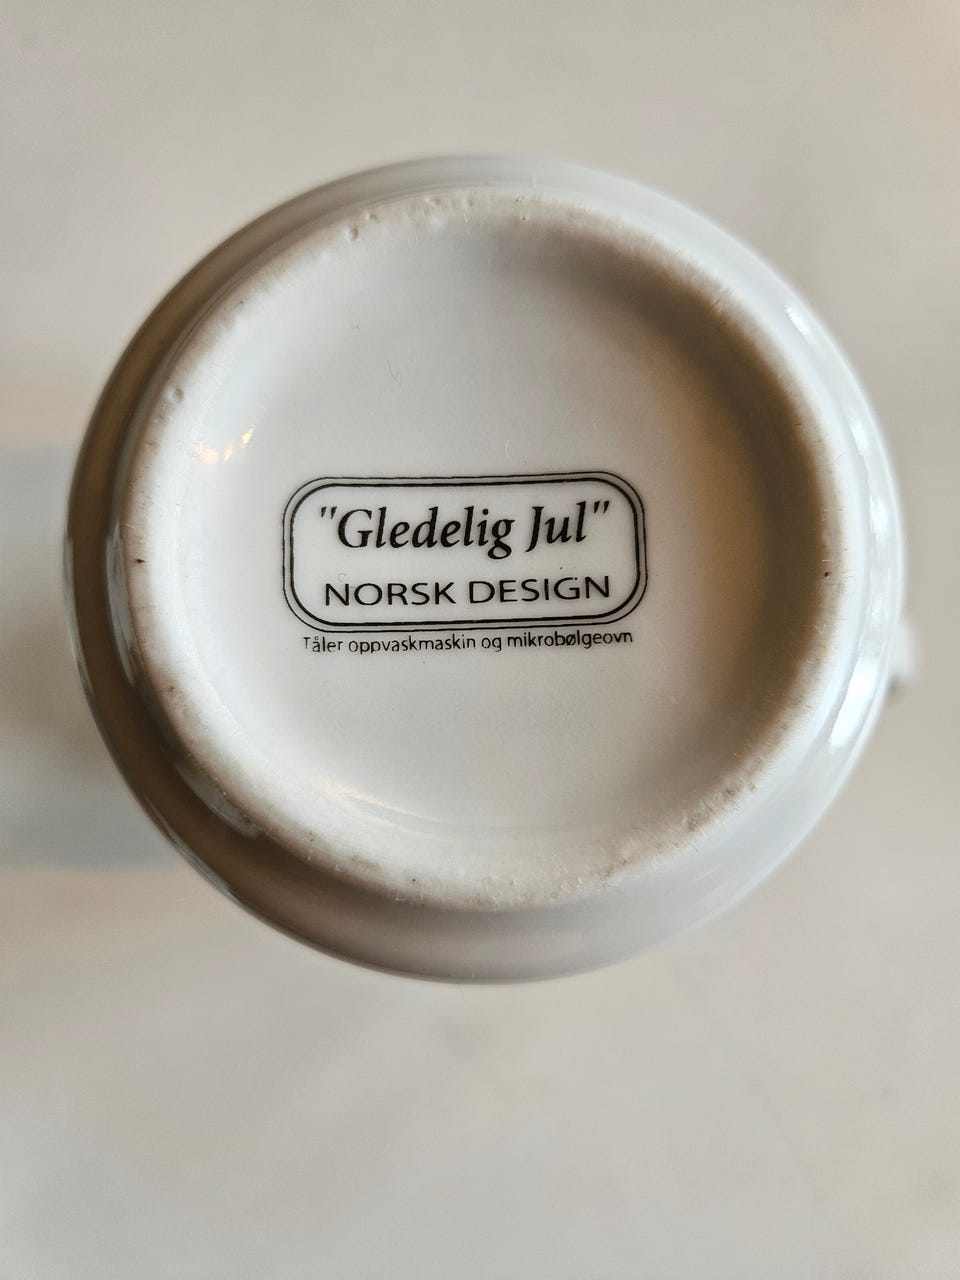 "Gledelig Jul"
NORSK DESIGN
Tåler oppvaskmaskin og mikrobølgeovn